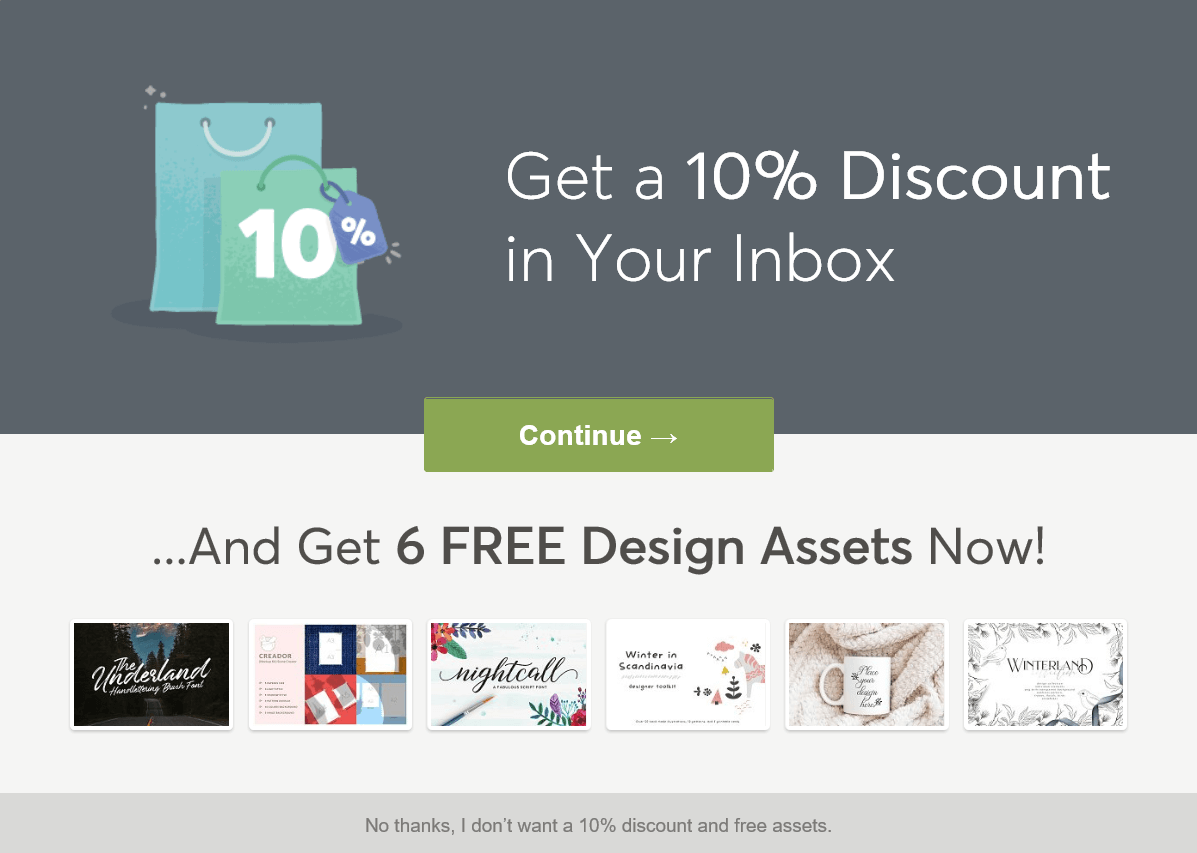 Get a 10% Discount
in Your Inbox
10
%
Continue →
...And Get 6 FREE Design Assets Now!
The
Underland
Handlettering Brush Font
CREADOR
nightcall
A FABULOUS SCRIPT FONT
Winter in
Scandinavia
designer toolkit
Place
your
design
here
WINTERLAND
No thanks, I don’t want a 10% discount and free assets.